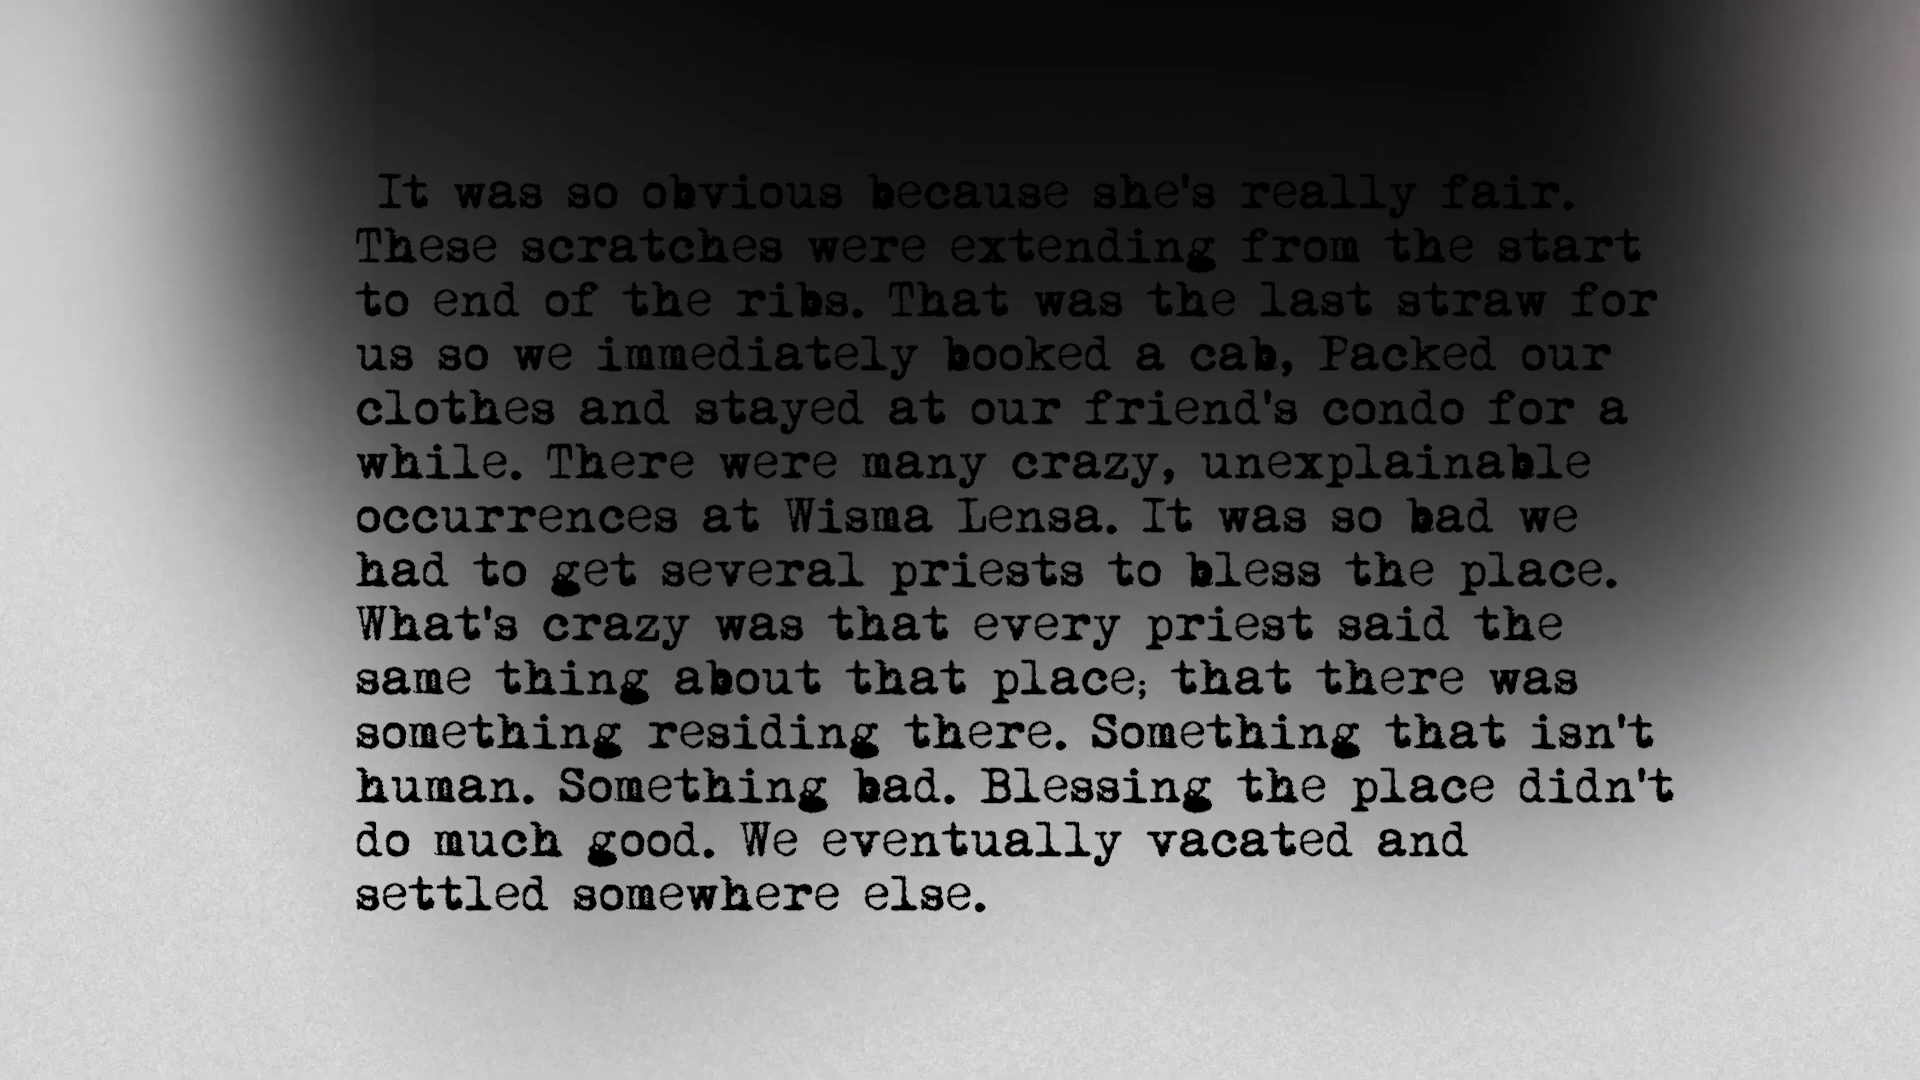 It was so obvious because she's really fair.
These scratches were extending from the start
to end of the ribs. That was the last straw for
us so we immediately booked a cab, Packed our
clothes and stayed at our friend's condo for a
while. There were many crazy, unexplainable
occurrences at Wisma Lensa. It was so bad we
had to get several priests to bless the place.
What's crazy was that every priest said the
same thing about that place; that there was
something residing there. Something that isn't
human. Something bad. Blessing the place didn't
do much good. We eventually vacated and
settled somewhere else.